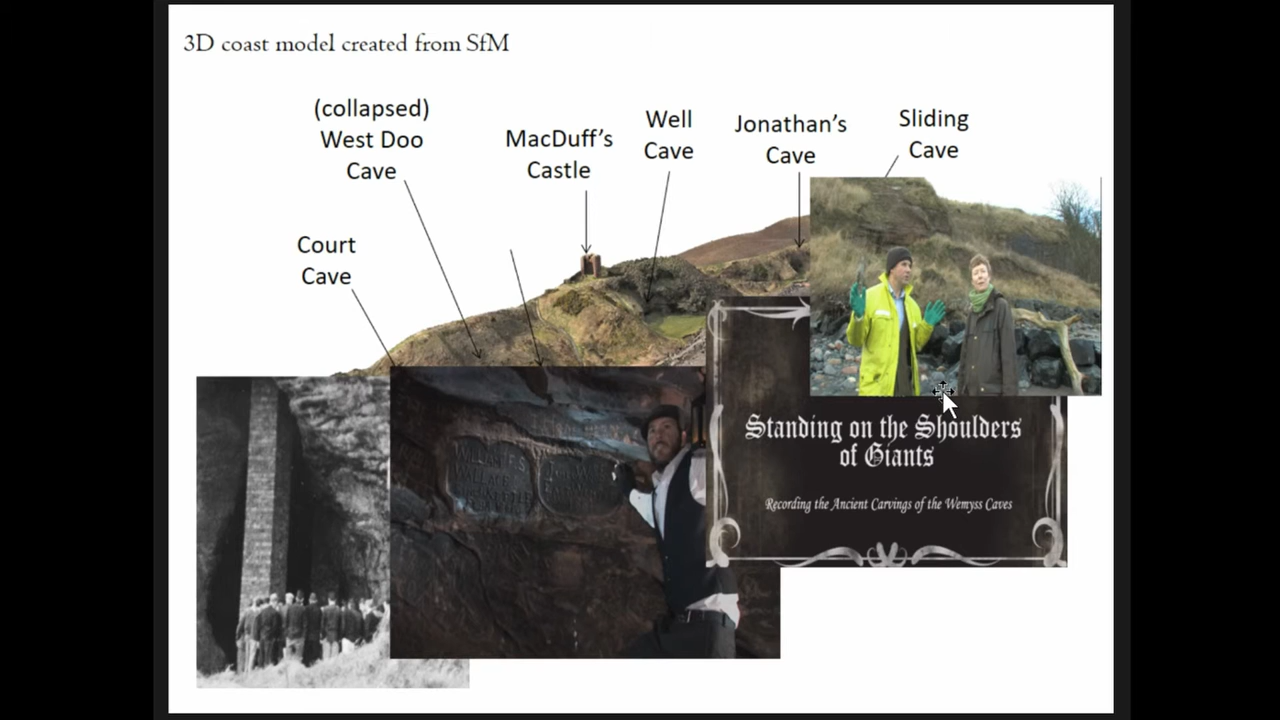 3D coast model created from SfM
(collapsed)
West Doo
Cave
MacDuff's
Castle
Well
Cave
Jonathan's
Cave
Sliding
Cave
Court
Cave
Standing on the Shoulders
of Giants
Recording the Ancient Carvings of the Wemyss Caves